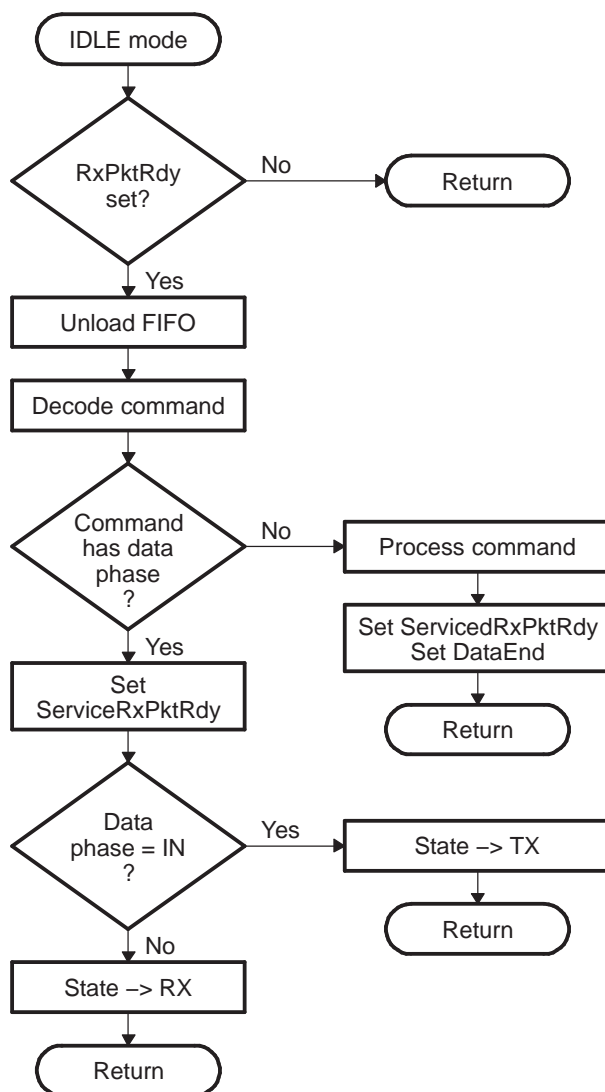 IDLE mode
RxPktRdy
set?
No
Return
Yes
Unload FIFO
Decode command
Command
has data
phase
?
No
Process command
Set ServicedRxPktRdy
Set DataEnd
Return
Yes
Set
ServiceRxPktRdy
Data
phase = IN
?
Yes
State −> TX
Return
No
State −> RX
Return